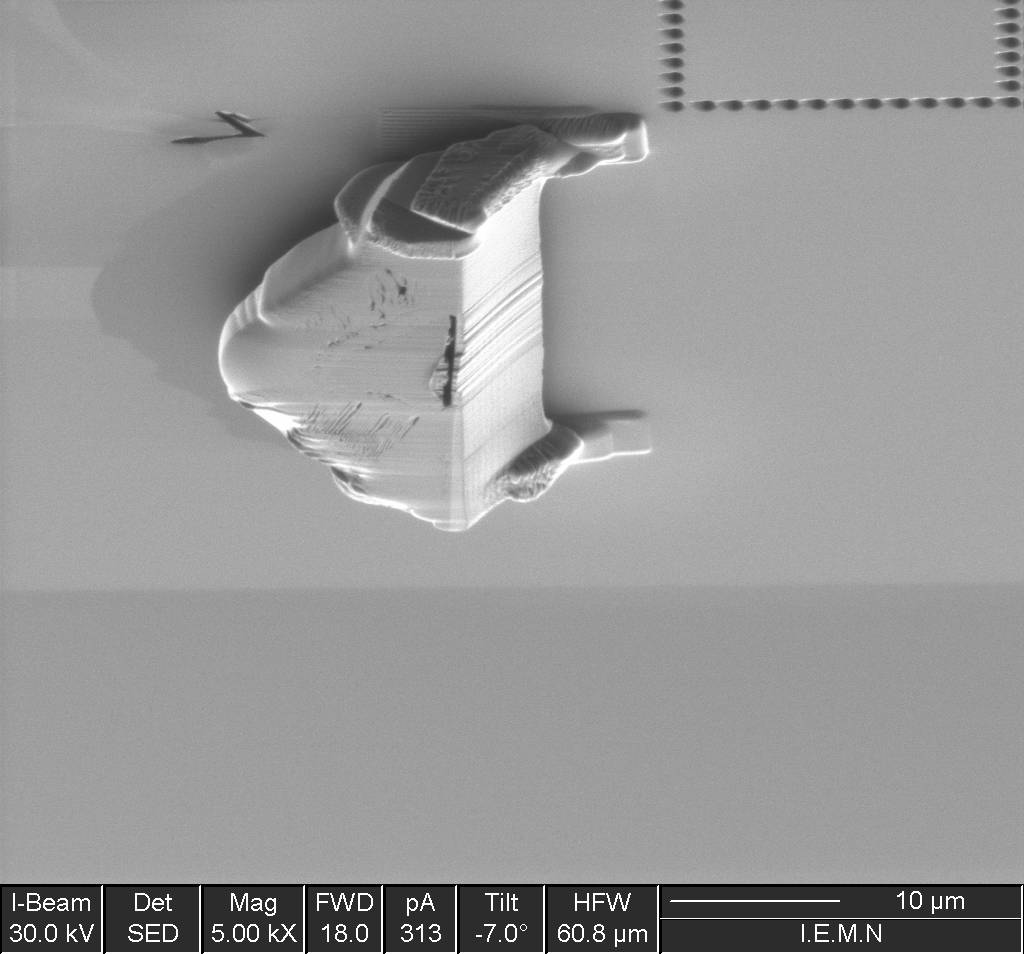 I-Beam Det Mag FWD pA Tilt HFW 10 µm
30.0 kV SED 5.00 kX 18.0 313 -7.0° 60.8 µm I.E.M.N